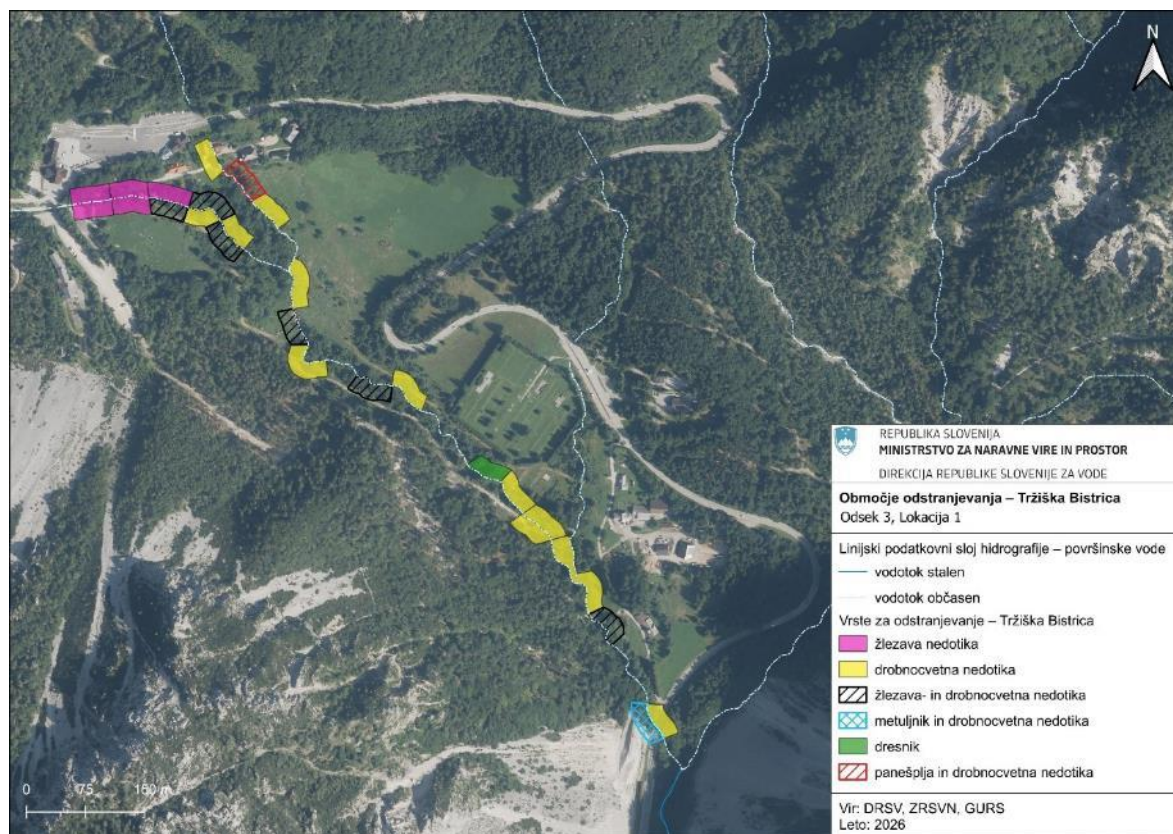 N
REPUBLIKA SLOVENIJA
MINISTRSTVO ZA NARAVNE VIRE IN PROSTOR
DIREKCIJA REPUBLIKE SLOVENIJE ZA VODE
Območje odstranjevanja – Tržiška Bistrica
Odsek 3, Lokacija 1
Linijski podatkovni sloj hidrografije – površinske vode
vodotok stalen
vodotok občasen
Vrste za odstranjevanje – Tržiška Bistrica
žlezava nedotika
drobnocvetna nedotika
žlezava- in drobnocvetna nedotika
metuljnik in drobnocvetna nedotika
dresnik
panešplja in drobnocvetna nedotika
0 75 150 m
Vir: DRSV, ZRSVN, GURS
Leto: 2026